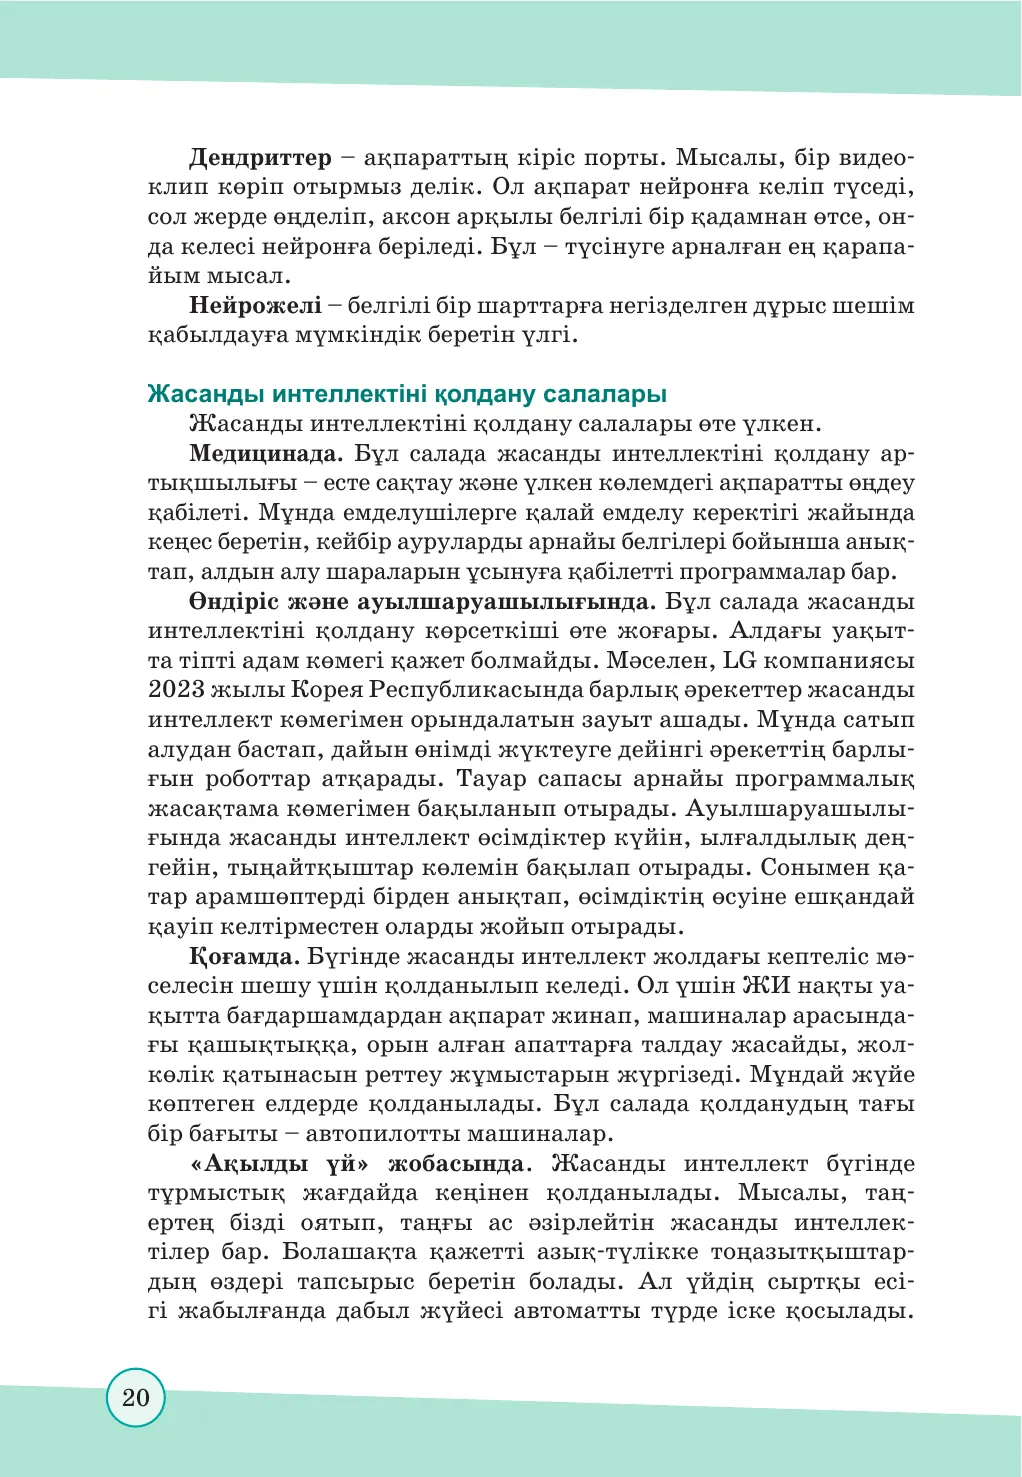 Дендриттер – ақпараттың кіріс порты. Мысалы, бір видео-
клип көріп отырмыз делік. Ол ақпарат нейронға келіп түседі,
сол жерде өңделіп, аксон арқылы белгілі бір қадамнан өтсе, он-
да келесі нейронға беріледі. Бұл – түсінуге арналған ең қарапа-
йым мысал.
Нейрожелі – белгілі бір шарттарға негізделген дұрыс шешім
қабылдауға мүмкіндік беретін үлгі.
Жасанды интеллектіні қолдану салалары
Жасанды интеллектіні қолдану салалары өте үлкен.
Медицинада. Бұл салада жасанды интеллектіні қолдану ар-
тықшылығы – есте сақтау және үлкен көлемдегі ақпаратты өңдеу
қабілеті. Мұнда емделушілерге қалай емделу керектігі жайында
кеңес беретін, кейбір ауруларды арнайы белгілері бойынша анық-
тап, алдын алу шараларын ұсынуға қабілетті программалар бар.
Өндіріс және ауылшаруашылығында. Бұл салада жасанды
интеллектіні қолдану көрсеткіші өте жоғары. Алдағы уақыт-
та тіпті адам көмегі қажет болмайды. Мәселен, LG компаниясы
2023 жылы Корея Республикасында барлық әрекеттер жасанды
интеллект көмегімен орындалатын зауыт ашады. Мұнда сатып
алудан бастап, дайын өнімді жүктеуге дейінгі әрекеттің барлы-
ғын роботтар атқарады. Тауар сапасы арнайы программалық
жасақтама көмегімен бақыланып отырады. Ауылшаруашылы-
ғында жасанды интеллект өсімдіктер күйін, ылғалдылық дең-
гейін, тыңайтқыштар көлемін бақылап отырады. Сонымен қа-
тар арамшөптерді бірден анықтап, өсімдіктің өсуіне ешқандай
қауіп келтірместен оларды жойып отырады.
Қоғамда. Бүгінде жасанды интеллект жолдағы кептеліс мә-
селесін шешу үшін қолданылып келеді. Ол үшін ЖИ нақты уа-
қытта бағдаршамдардан ақпарат жинап, машиналар арасында-
ғы қашықтыққа, орын алған апаттарға талдау жасайды, жол-
көлік қатынасын реттеу жұмыстарын жүргізеді. Мұндай жүйе
көптеген елдерде қолданылады. Бұл салада қолданудың тағы
бір бағыты – автопилотты машиналар.
«Ақылды үй» жобасында. Жасанды интеллект бүгінде
тұрмыстық жағдайда кеңінен қолданылады. Мысалы, таң-
ертең бізді оятып, таңғы ас әзірлейтін жасанды интеллек-
тілер бар. Болашақта қажетті азық-түлікке тоңазытқыштар-
дың өздері тапсырыс беретін болады. Ал үйдің сыртқы есі-
гі жабылғанда дабыл жүйесі автоматты түрде іске қосылады.
20